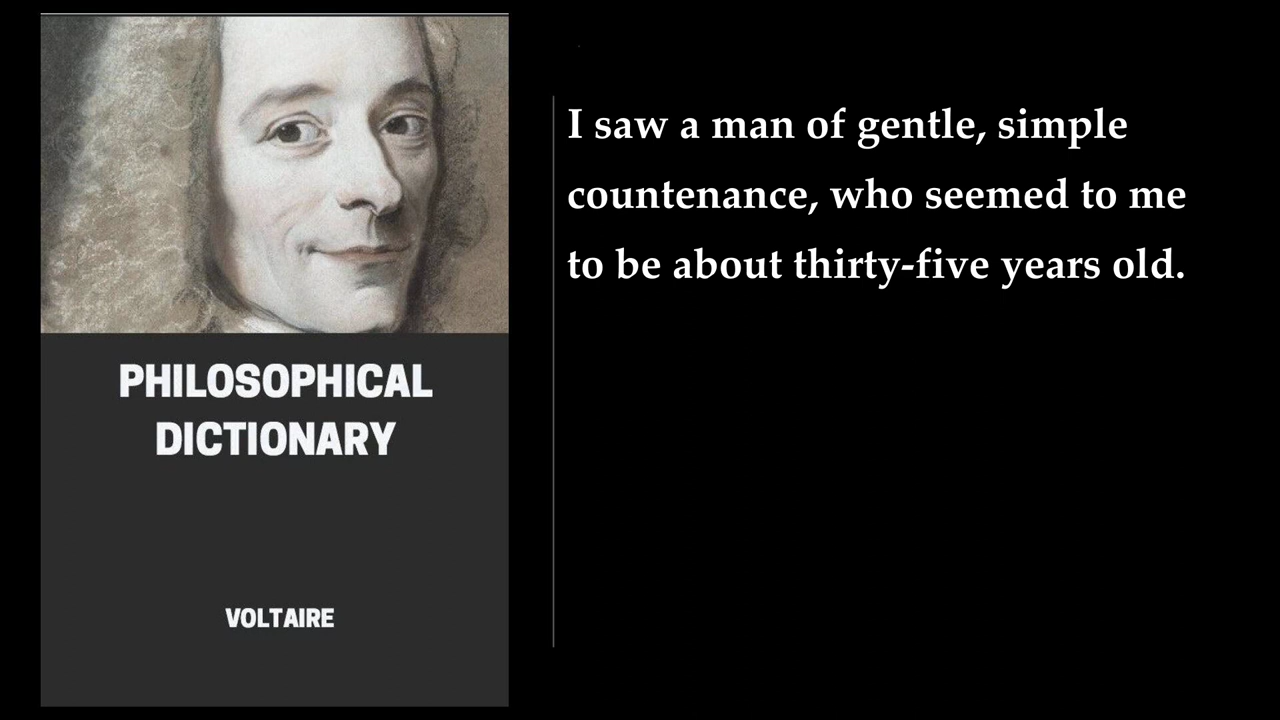 PHILOSOPHICAL
DICTIONARY
VOLTAIRE
I saw a man of gentle, simple
countenance, who seemed to me
to be about thirty-five years old.